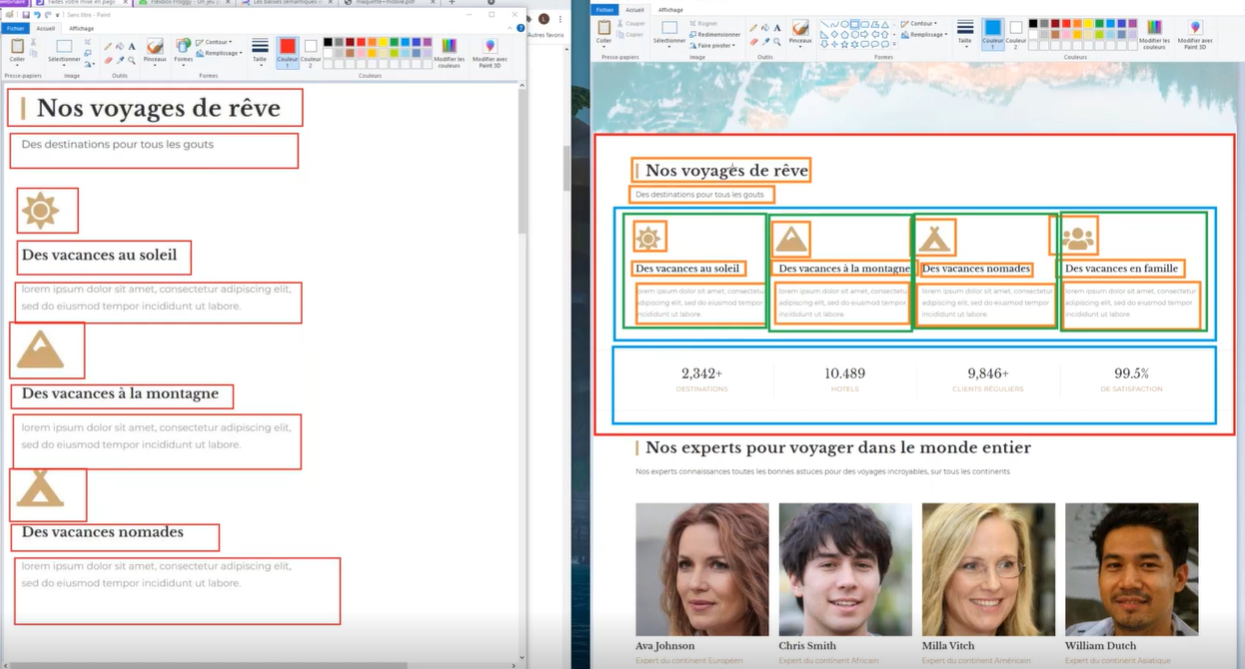 Faites votre mise en page
Flexbox Froggy - Un jeu
Les balises sémantiques
maquette+mobile.pdf
Sans titre - Paint
Fichier Accueil Affichage
Coller
Sélectionner
Outils
Pinceaux
Formes
Contour
Remplissage
Taille
Couleur 1
Couleur 2
Modifier les couleurs
Modifier avec Paint 3D
Presse-papiers Image Outils Formes Couleurs
L
Autres favoris
Nos voyages de rêve
Des destinations pour tous les gouts
Des vacances au soleil
lorem ipsum dolor sit amet, consectetur adipiscing elit,
sed do eiusmod tempor incididunt ut labore.
Des vacances à la montagne
lorem ipsum dolor sit amet, consectetur adipiscing elit,
sed do eiusmod tempor incididunt ut labore.
Des vacances nomades
lorem ipsum dolor sit amet, consectetur adipiscing elit,
sed do eiusmod tempor incididunt ut labore.
Fichier Accueil Affichage
Coller
Couper
Copier
Sélectionner
Rogner
Redimensionner
Faire pivoter
Pinceaux
Contour
Remplissage
Taille
Couleur 1
Couleur 2
Modifier les couleurs
Modifier avec Paint 3D
Presse-papiers Image Outils Formes Couleurs
Nos voyages de rêve
Des destinations pour tous les gouts
Des vacances au soleil
lorem ipsum dolor sit amet, consectetur
adipiscing elit, sed do eiusmod tempor
incididunt ut labore.
Des vacances à la montagne
lorem ipsum dolor sit amet, consectetur
adipiscing elit, sed do eiusmod tempor
incididunt ut labore.
Des vacances nomades
lorem ipsum dolor sit amet, consectetur
adipiscing elit, sed do eiusmod tempor
incididunt ut labore.
Des vacances en famille
lorem ipsum dolor sit amet, consectetur
adipiscing elit, sed do eiusmod tempor
incididunt ut labore.
2,342+
DESTINATIONS
10.489
HOTELS
9,846+
CLIENTS RÉGULIERS
99.5%
DE SATISFACTION
Nos experts pour voyager dans le monde entier
Nos experts connaissances toutes les bonnes astuces pour des voyages incroyables, sur tous les continents
Ava Johnson
Expert du continent Européen
Chris Smith
Expert du continent Africain
Milla Vitch
Expert du continent Américain
William Dutch
Expert du continent Asiatique